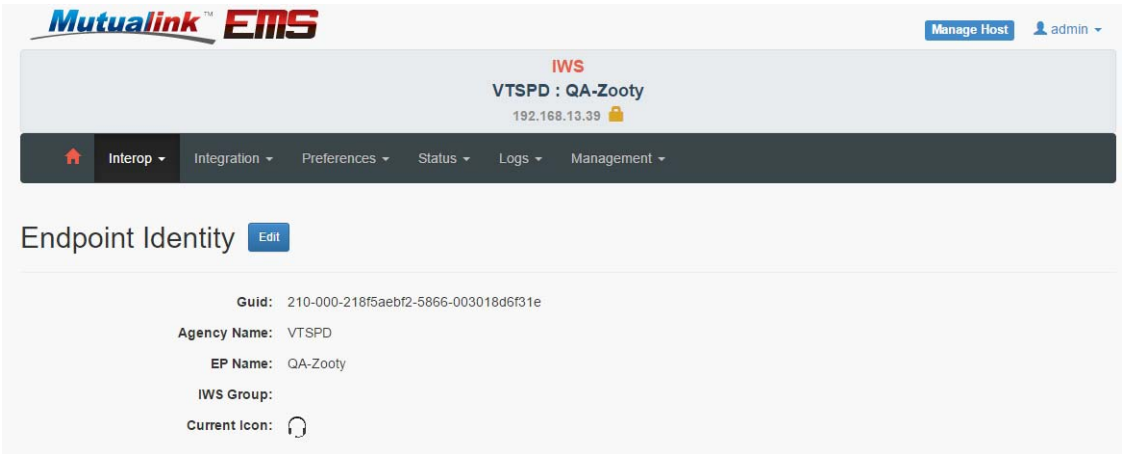 Mutualink™ EMS
Manage Host admin
IWS
VTSPD : QA-Zooty
192.168.13.39
Interop Integration Preferences Status Logs Management
Endpoint Identity Edit
Guid: 210-000-218f5aebf2-5866-003018d6f31e
Agency Name: VTSPD
EP Name: QA-Zooty
IWS Group:
Current Icon: